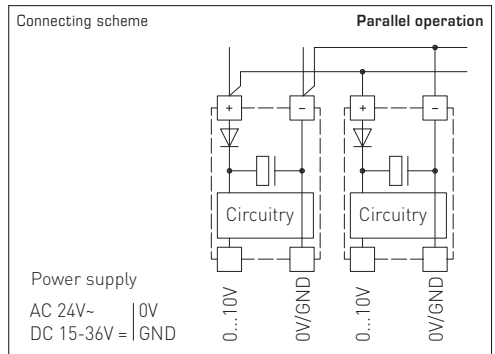 Connecting scheme
Parallel operation
+
−
+
−
Circuitry
Circuitry
Power supply
AC 24V~ | 0V
DC 15-36V = | GND
0...10V
0V/GND
0...10V
0V/GND